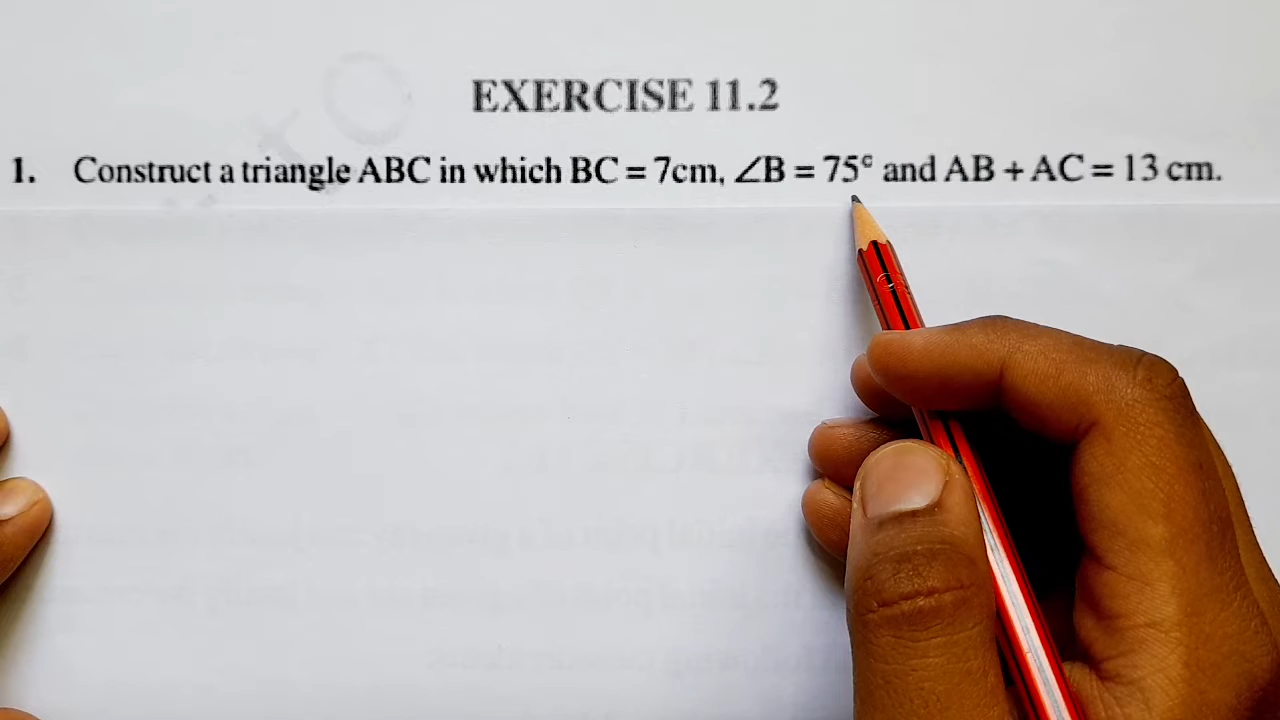 EXERCISE 11.2
1. Construct a triangle ABC in which BC = 7cm, ∠B = 75° and AB + AC = 13 cm.